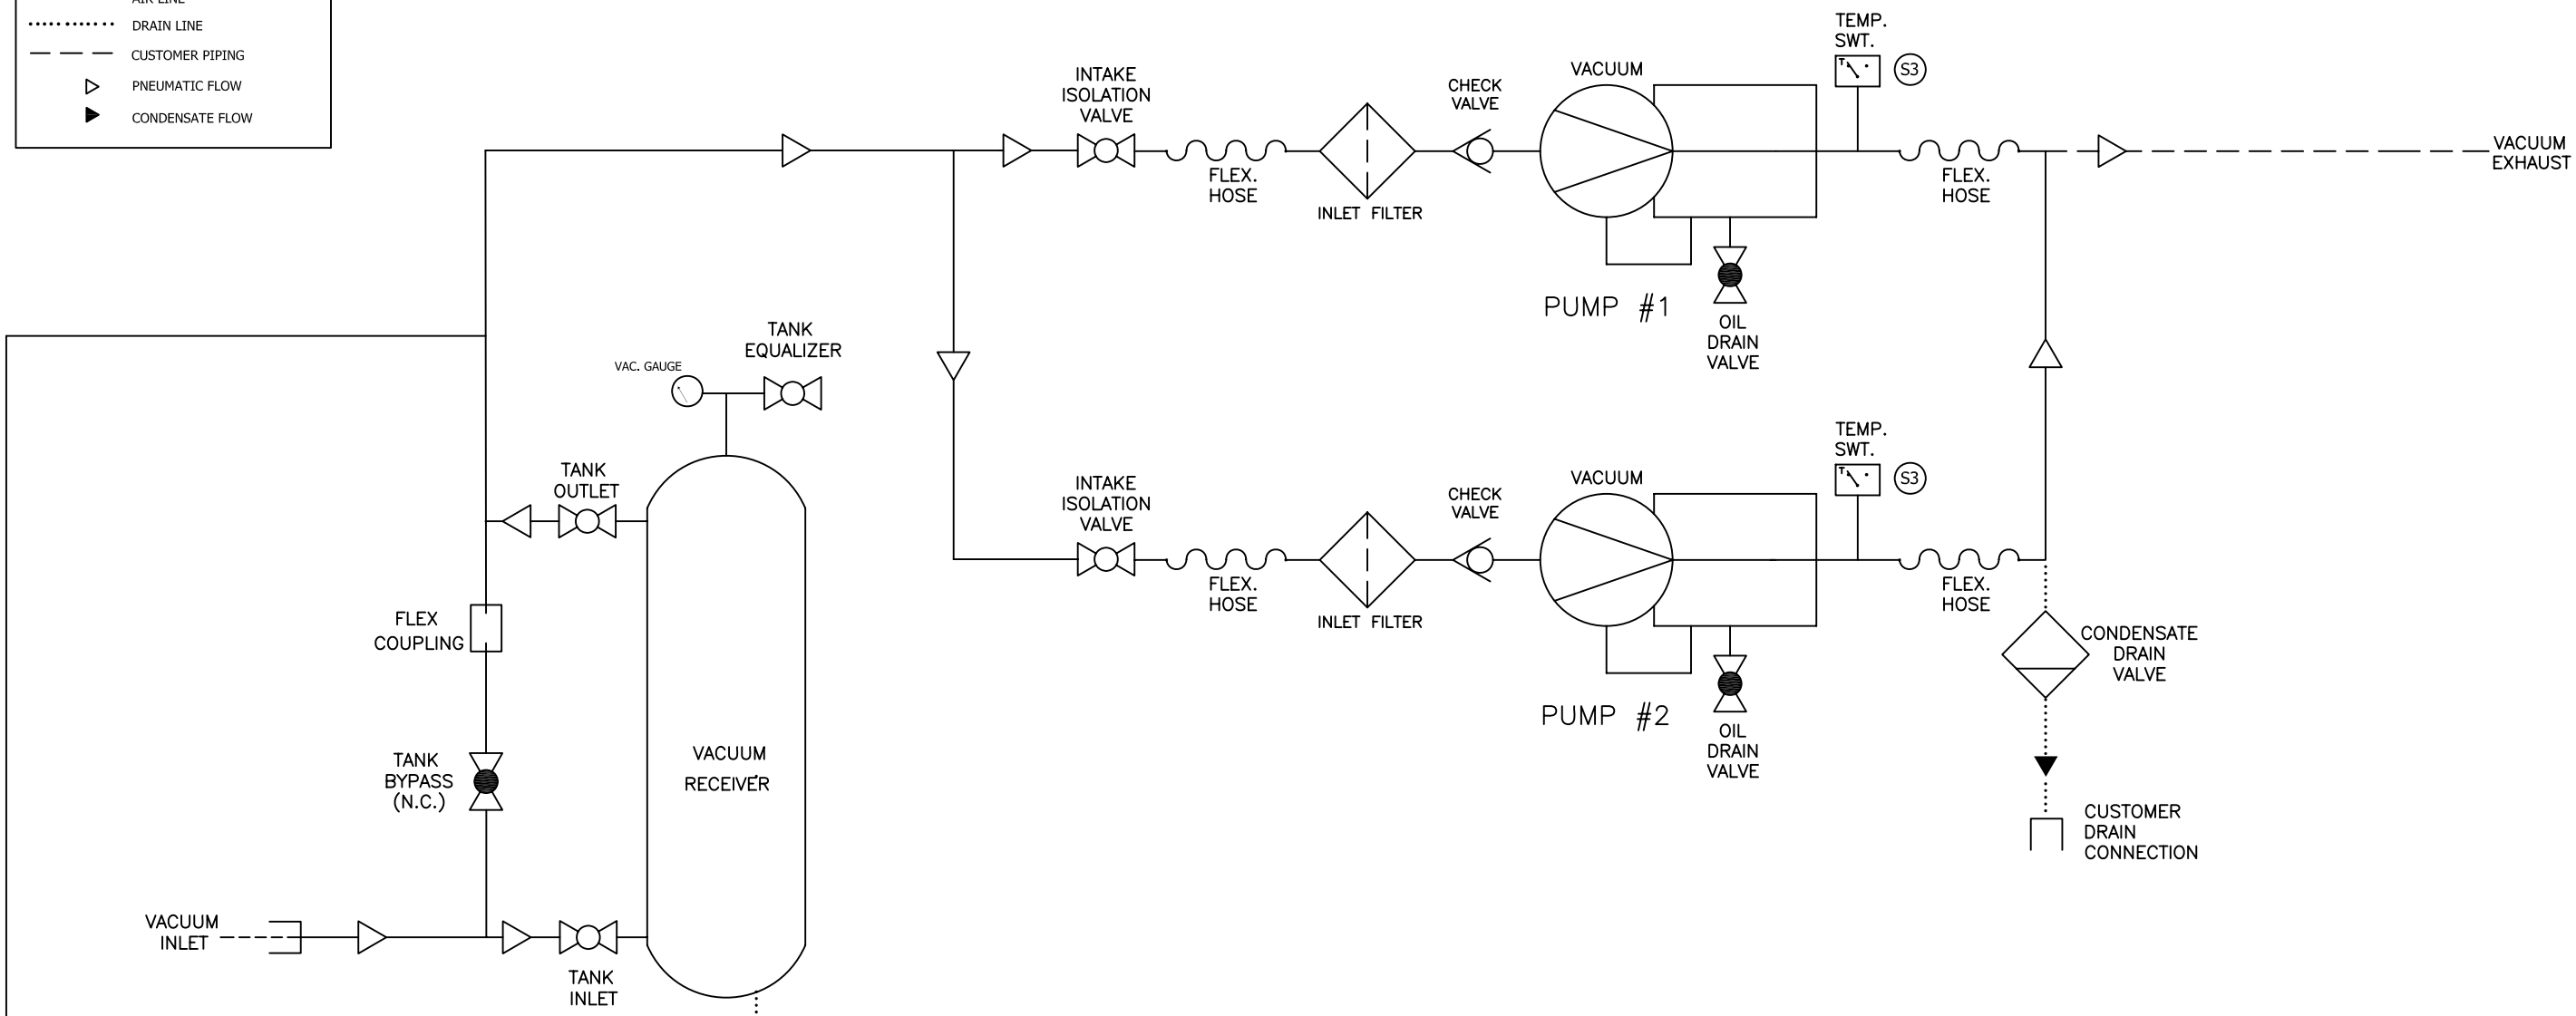 AIR LINE
DRAIN LINE
CUSTOMER PIPING
PNEUMATIC FLOW
CONDENSATE FLOW
INTAKE
ISOLATION
VALVE
FLEX.
HOSE
INLET FILTER
CHECK
VALVE
VACUUM
TEMP.
SWT.
T
S3
FLEX.
HOSE
VACUUM
EXHAUST
PUMP #1
OIL
DRAIN
VALVE
VAC. GAUGE
TANK
EQUALIZER
TANK
OUTLET
FLEX
COUPLING
TANK
BYPASS
(N.C.)
VACUUM
RECEIVER
VACUUM
INLET
TANK
INLET
INTAKE
ISOLATION
VALVE
FLEX.
HOSE
INLET FILTER
CHECK
VALVE
VACUUM
TEMP.
SWT.
T
S3
FLEX.
HOSE
PUMP #2
OIL
DRAIN
VALVE
CONDENSATE
DRAIN
VALVE
CUSTOMER
DRAIN
CONNECTION